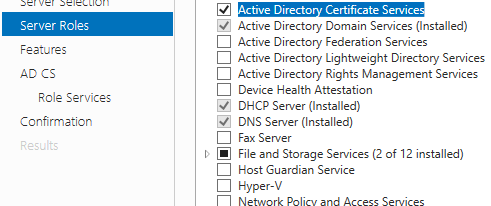 Server Selection
Server Roles
Features
AD CS
Role Services
Confirmation
Results
Active Directory Certificate Services
Active Directory Domain Services (Installed)
Active Directory Federation Services
Active Directory Lightweight Directory Services
Active Directory Rights Management Services
Device Health Attestation
DHCP Server (Installed)
DNS Server (Installed)
Fax Server
File and Storage Services (2 of 12 installed)
Host Guardian Service
Hyper-V
Network Policy and Access Services